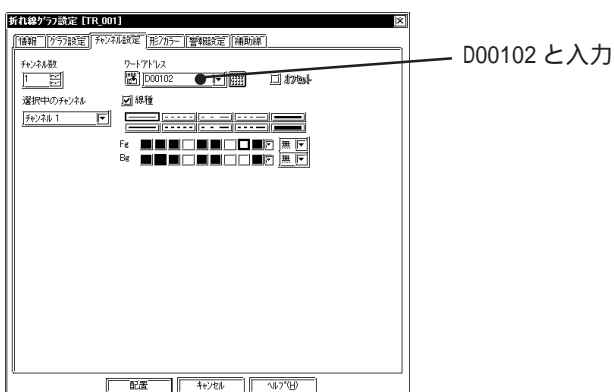 折れ線グラフ設定 [TR_001]
情報 グラフ設定 チャンネル設定 形/カラー 警報設定 補助線
チャンネル数 ワードアドレス
1 D00102 オフセット
D00102 と入力
選択中のチャンネル 線種
チャンネル 1
Fg 無
Bg 無
配置 キャンセル ヘルプ(H)